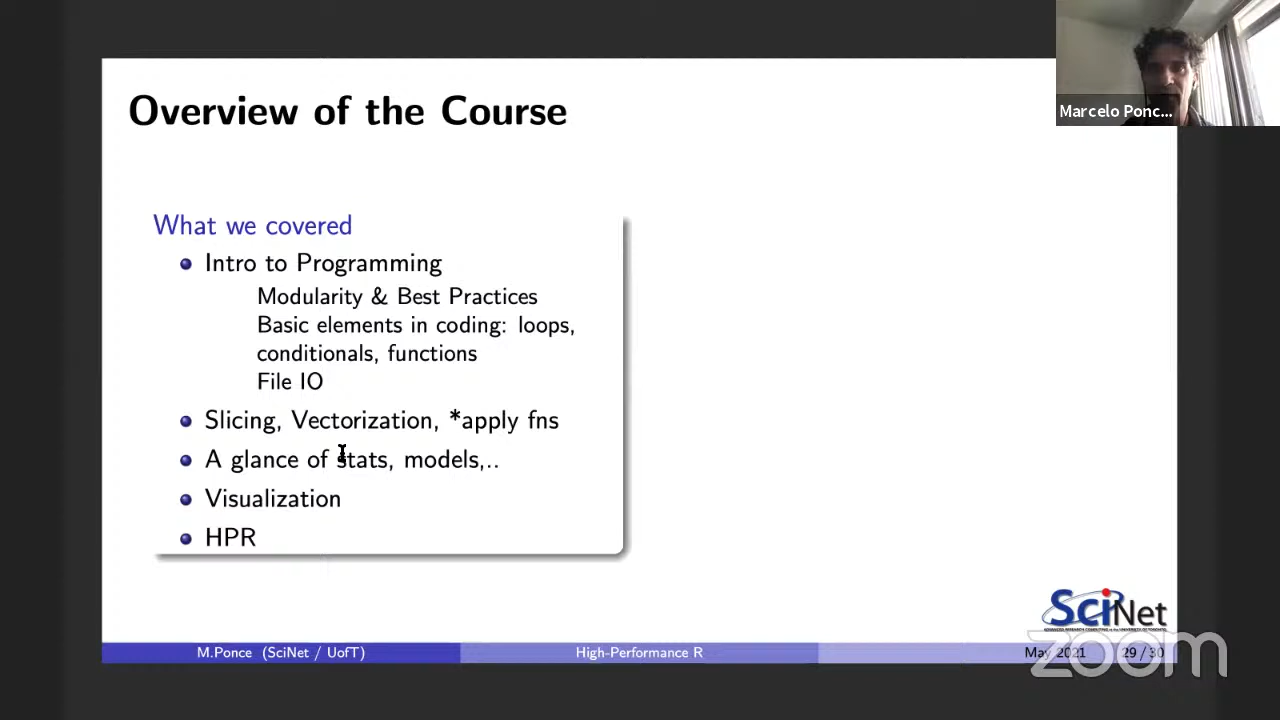 Overview of the Course
Marcelo Ponc...
What we covered
Intro to Programming
Modularity & Best Practices
Basic elements in coding: loops,
conditionals, functions
File IO
Slicing, Vectorization, *apply fns
A glance of stats, models,..
Visualization
HPR
SciNet
M.Ponce (SciNet / UofT)
High-Performance R
May 2021
29 / 30
zoom